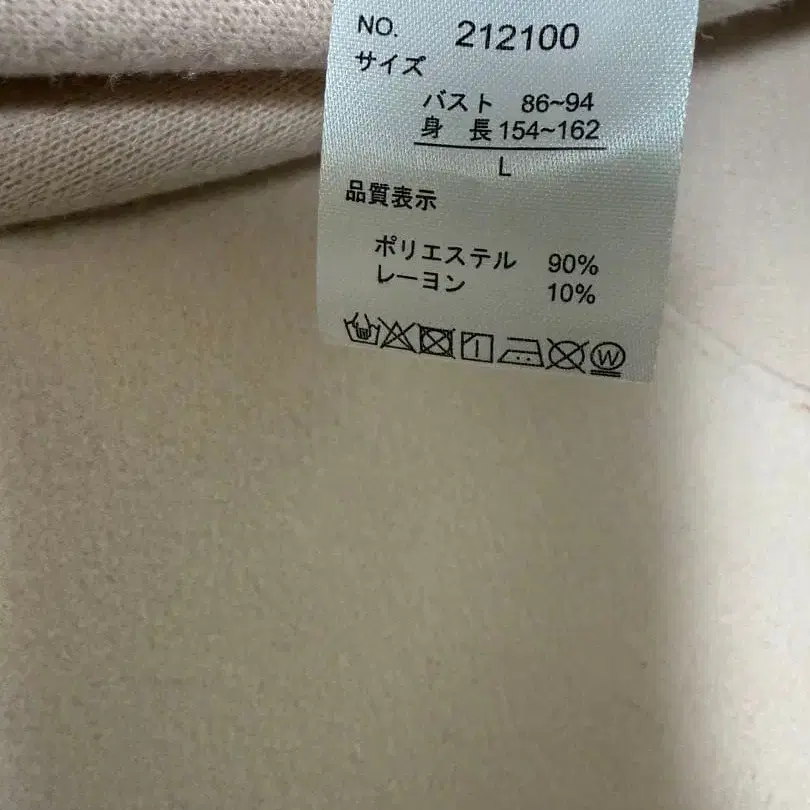 NO. 212100
サイズ
バスト 86~94
身 長 154~162
L
品質表示
ポリエステル 90%
レーヨン 10%
W